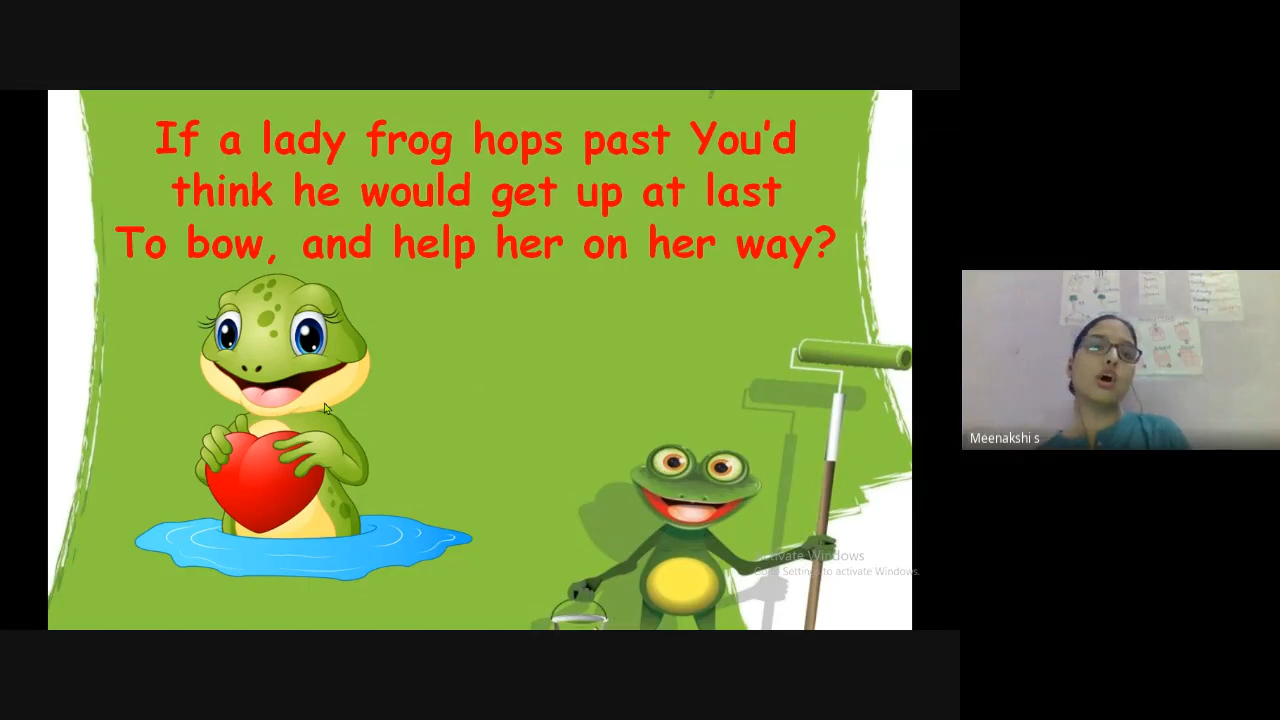 If a lady frog hops past You'd
think he would get up at last
To bow, and help her on her way?
Meenakshi s
Activate Windows
Go to Settings to activate Windows.